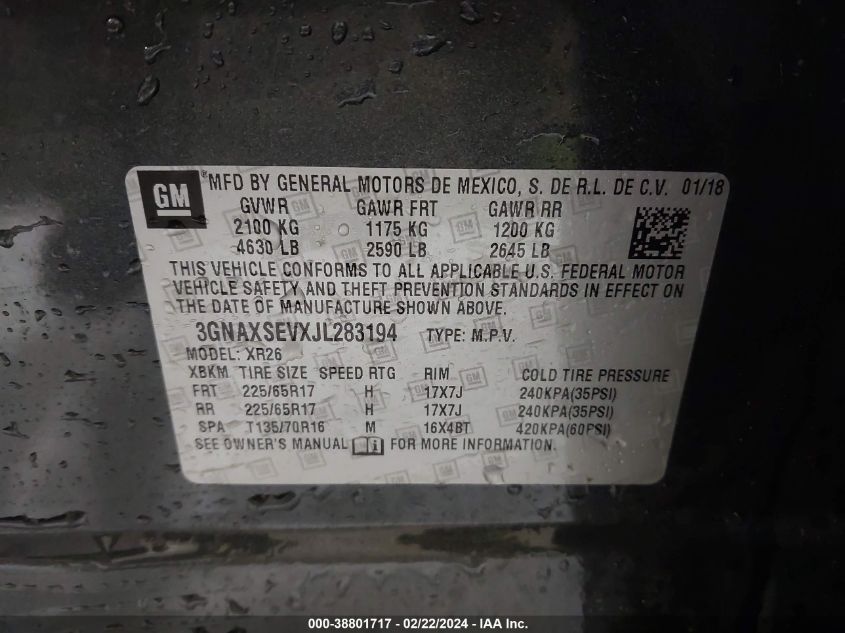 GM ® MFD BY GENERAL MOTORS DE MEXICO, S. DE R.L. DE C.V. 01/18
GVWR GAWR FRT GAWR RR
2100 KG 1175 KG 1200 KG
4630 LB 2590 LB 2645 LB
THIS VEHICLE CONFORMS TO ALL APPLICABLE U.S. FEDERAL MOTOR
VEHICLE SAFETY AND THEFT PREVENTION STANDARDS IN EFFECT ON
THE DATE OF MANUFACTURE SHOWN ABOVE.
3GNAXSEVXJL283194 TYPE: M.P.V.
MODEL: XR26
XBKM TIRE SIZE SPEED RTG RIM COLD TIRE PRESSURE
FRT 225/65R17 H 17X7J 240KPA(35PSI)
RR 225/65R17 H 17X7J 240KPA(35PSI)
SPA T135/70R16 M 16X4BT 420KPA(60PSI)
SEE OWNER'S MANUAL FOR MORE INFORMATION.
000-38801717 - 02/22/2024 - IAA Inc.